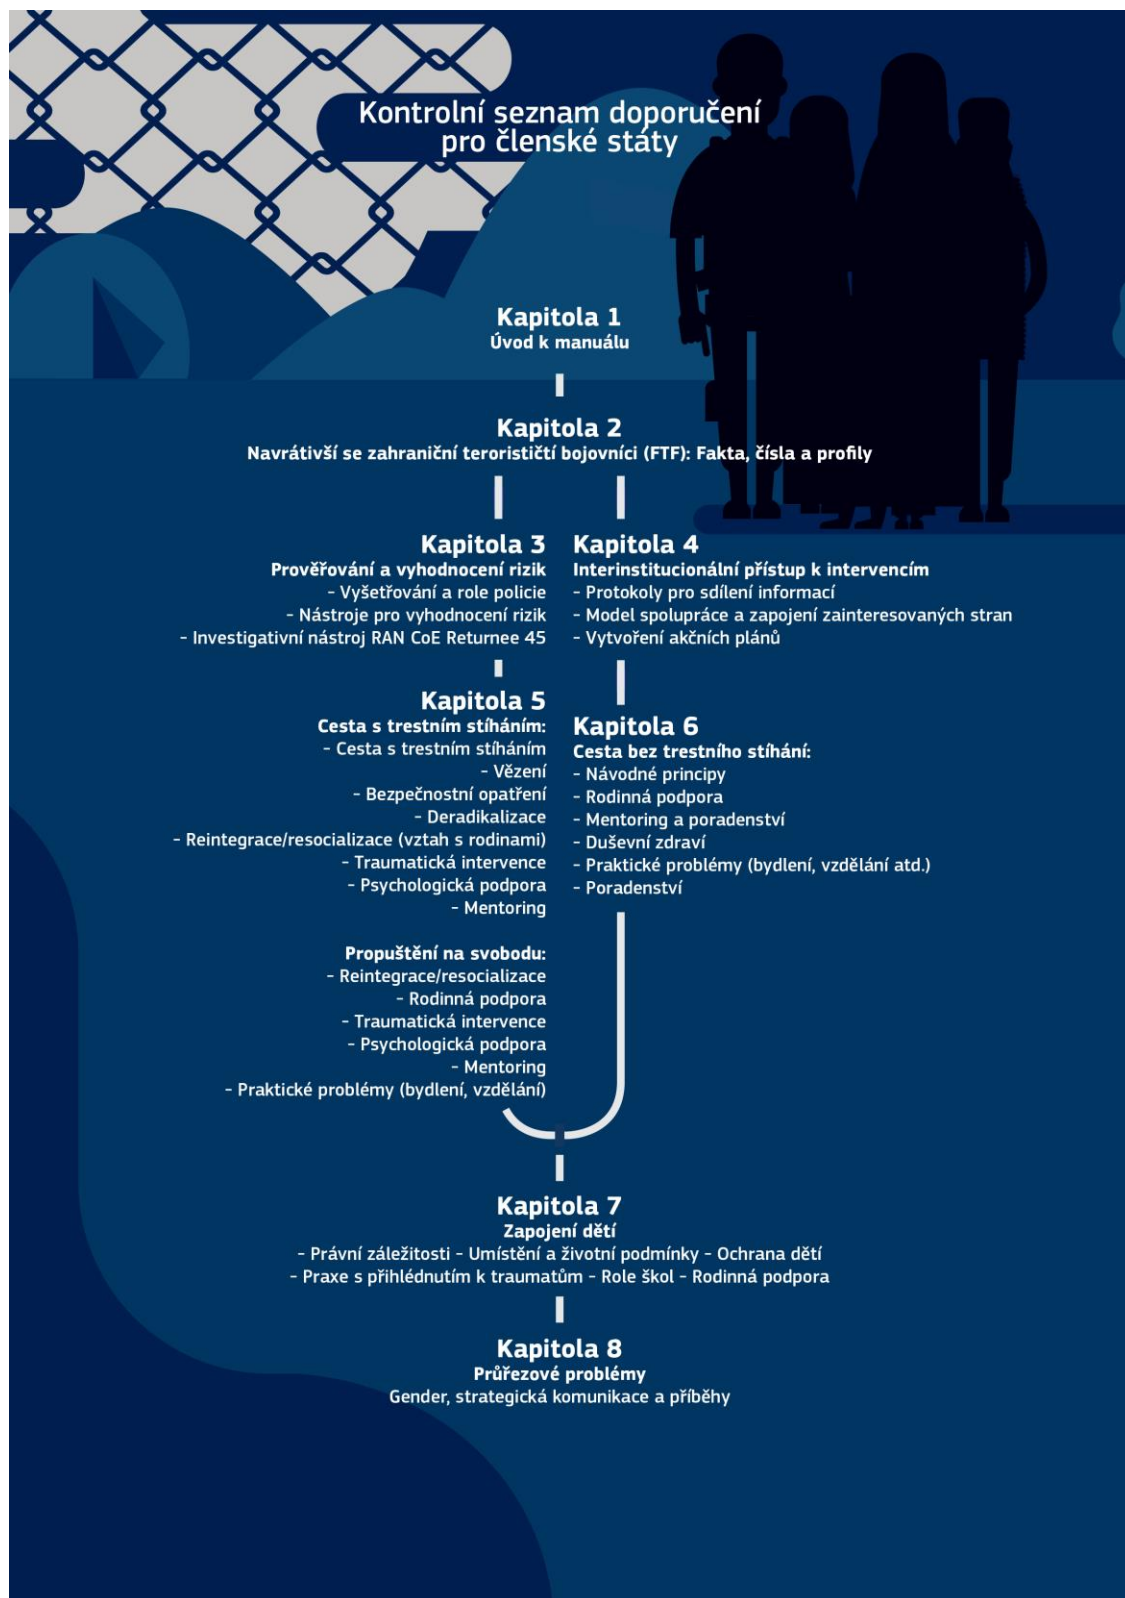 Kontrolní seznam doporučení
pro členské státy
Kapitola 1
Úvod k manuálu
Kapitola 2
Navrátivší se zahraniční terorističtí bojovníci (FTF): Fakta, čísla a profily
Kapitola 3
Prověřování a vyhodnocení rizik
- Vyšetřování a role policie
- Nástroje pro vyhodnocení rizik
- Investigativní nástroj RAN CoE Returnee 45
Kapitola 4
Interinstitucionální přístup k intervencím
- Protokoly pro sdílení informací
- Model spolupráce a zapojení zainteresovaných stran
- Vytvoření akčních plánů
Kapitola 5
Cesta s trestním stíháním:
- Cesta s trestním stíháním
- Vězení
- Bezpečnostní opatření
- Deradikalizace
- Reintegrace/resocializace (vztah s rodinami)
- Traumatická intervence
- Psychologická podpora
- Mentoring
Propuštění na svobodu:
- Reintegrace/resocializace
- Rodinná podpora
- Traumatická intervence
- Psychologická podpora
- Mentoring
- Praktické problémy (bydlení, vzdělání)
Kapitola 6
Cesta bez trestního stíhání:
- Návodné principy
- Rodinná podpora
- Mentoring a poradenství
- Duševní zdraví
- Praktické problémy (bydlení, vzdělání atd.)
- Poradenství
Kapitola 7
Zapojení dětí
- Právní záležitosti - Umístění a životní podmínky - Ochrana dětí
- Praxe s přihlédnutím k traumatům - Role škol - Rodinná podpora
Kapitola 8
Průřezové problémy
Gender, strategická komunikace a příběhy